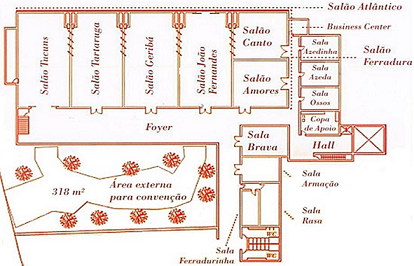 Salão Atlântico
Business Center
Salão Tucuns
Salão Tartaruga
Salão Geribá
Salão João
Fernandes
Salão
Canto
Sala
Azedinha
Salão
Ferradura
Sala
Azeda
Salão
Amores
Sala
Ossos
Copa
de Apoio
Foyer
Sala
Brava
Hall
318 m²
Área externa
para convenção
Sala
Armação
Sala
Rasa
Sala
Ferradurinha
WC
WC